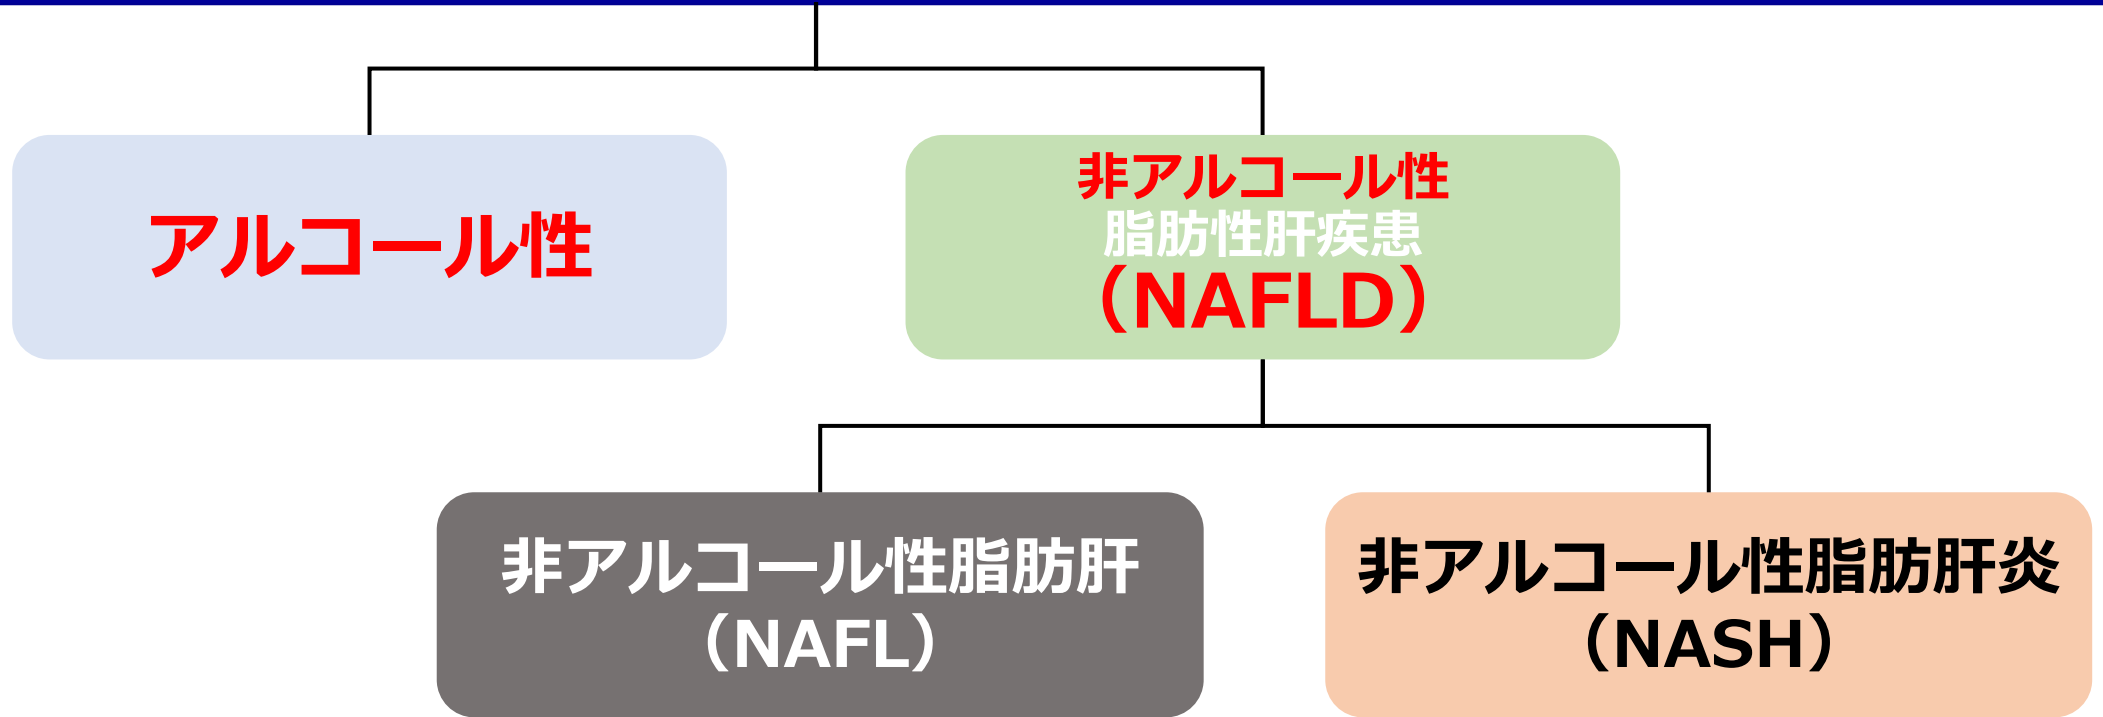 アルコール性
非アルコール性
脂肪性肝疾患
（NAFLD）
非アルコール性脂肪肝
（NAFL）
非アルコール性脂肪肝炎
（NASH）